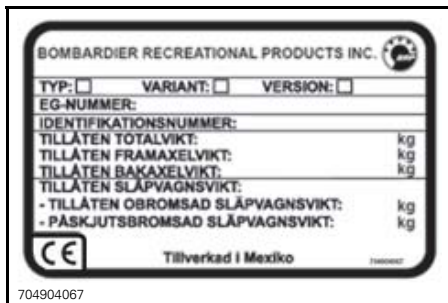 BOMBARDIER RECREATIONAL PRODUCTS INC.
TYP: VARIANT: VERSION:
EG-NUMMER:
IDENTIFIKATIONSNUMMER:
TILLÅTEN TOTALVIKT: kg
TILLÅTEN FRAMAXELVIKT: kg
TILLÅTEN BAKAXELVIKT: kg
TILLÅTEN SLÄPVAGNSVIKT:
- TILLÅTEN OBROMSAD SLÄPVAGNSVIKT: kg
- PÅSKJUTSBROMSAD SLÄPVAGNSVIKT: kg
CE Tillverkad i Mexiko 704904067
704904067